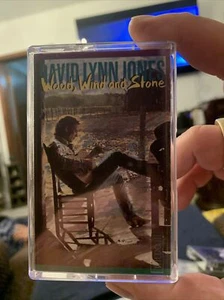 DAVID LYNN JONES
Wood, Wind and Stone